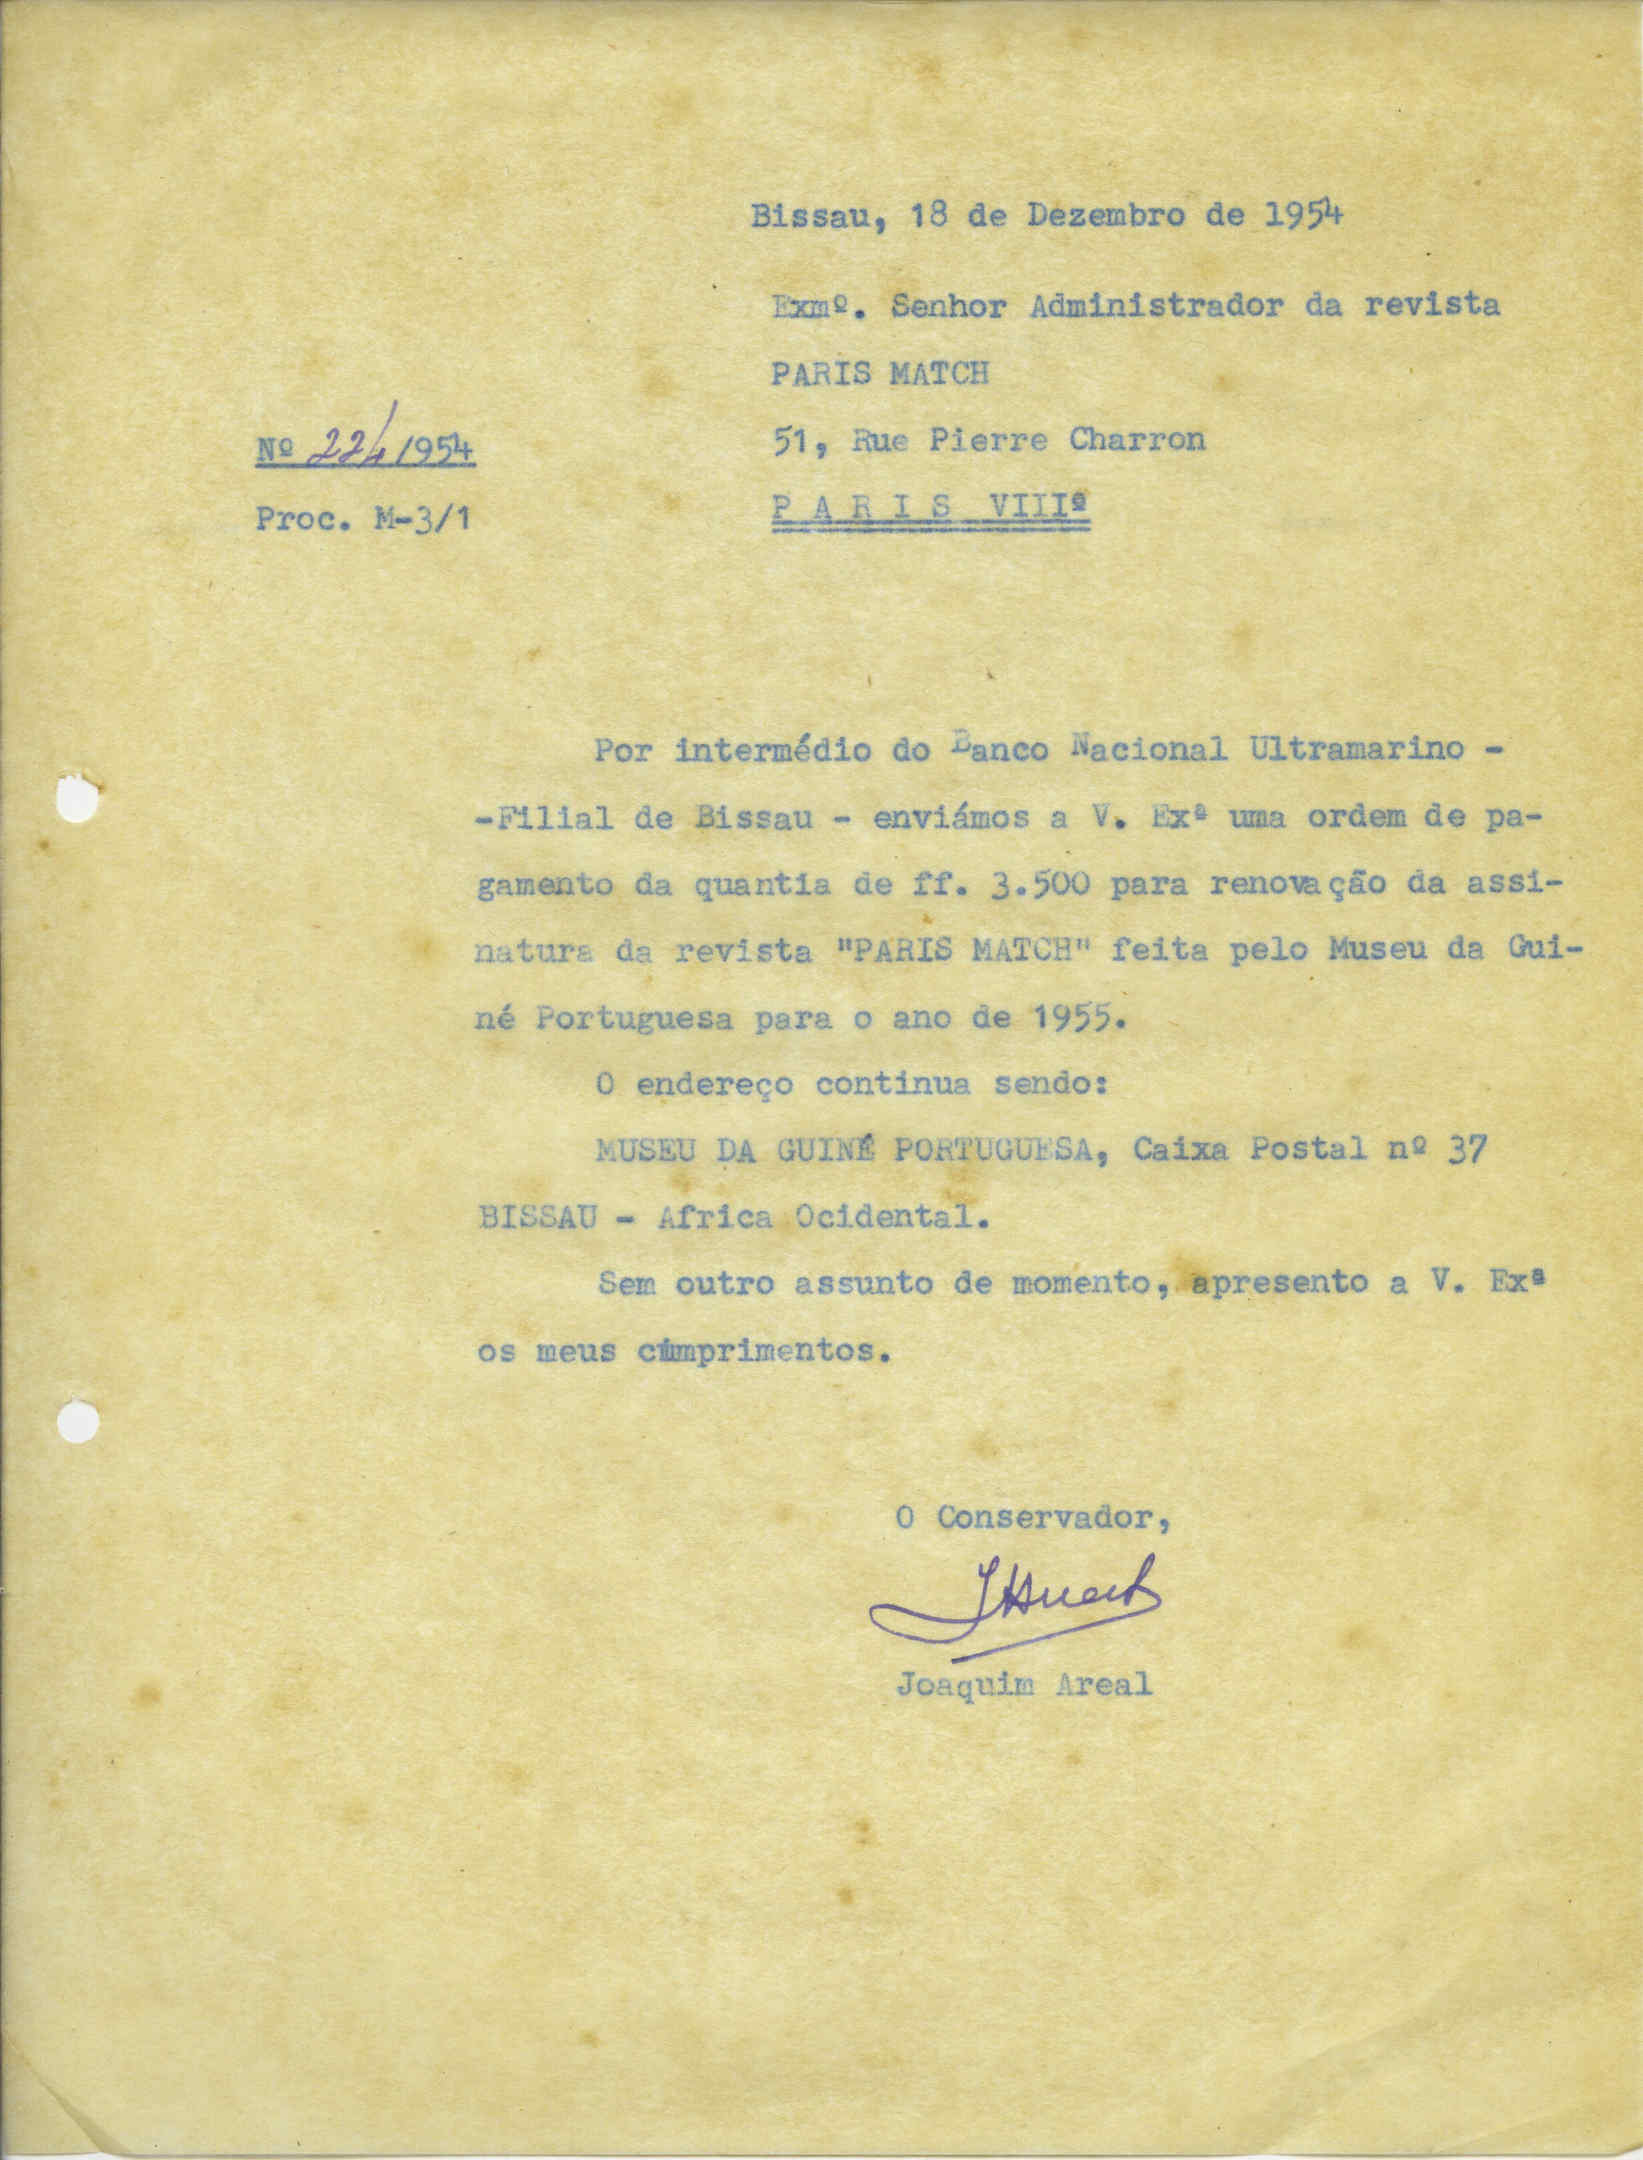 Bissau, 18 de Dezembro de 1954
Exmº. Senhor Administrador da revista
PARIS MATCH
51, Rue Pierre Charron
P A R I S  VIIIº
Nº 224/1954
Proc. M-3/1
Por intermédio do Banco Nacional Ultramarino -
-Filial de Bissau - enviámos a V. Exª uma ordem de pa-
gamento da quantia de ff. 3.500 para renovação da assi-
natura da revista "PARIS MATCH" feita pelo Museu da Gui-
né Portuguesa para o ano de 1955.
O endereço continua sendo:
MUSEU DA GUINÉ PORTUGUESA, Caixa Postal nº 37
BISSAU - Africa Ocidental.
Sem outro assunto de momento, apresento a V. Exª
os meus cumprimentos.
O Conservador,
Joaquim Areal